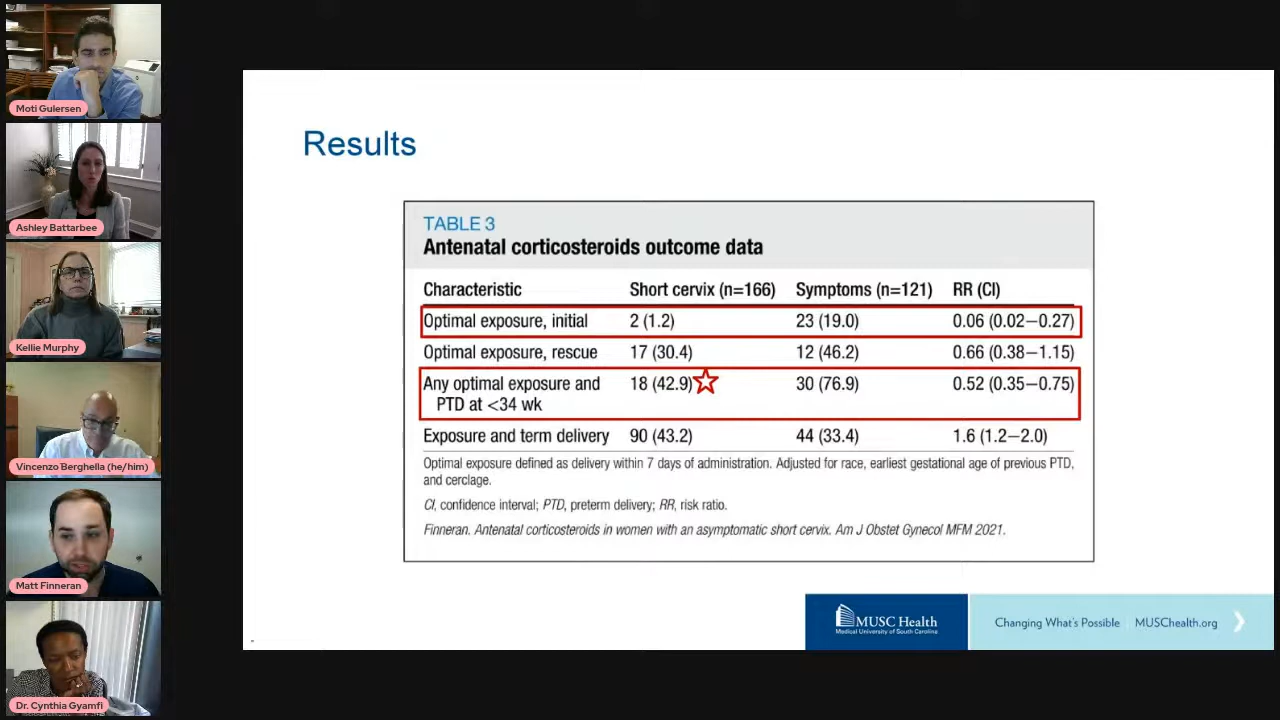 Moti Gulersen
Ashley Battarbee
Kellie Murphy
Vincenzo Berghella (he/him)
Matt Finneran
Dr. Cynthia Gyamfi
Results
TABLE 3
Antenatal corticosteroids outcome data
Characteristic Short cervix (n=166) Symptoms (n=121) RR (CI)
Optimal exposure, initial 2 (1.2) 23 (19.0) 0.06 (0.02–0.27)
Optimal exposure, rescue 17 (30.4) 12 (46.2) 0.66 (0.38–1.15)
Any optimal exposure and 18 (42.9) 30 (76.9) 0.52 (0.35–0.75)
PTD at <34 wk
Exposure and term delivery 90 (43.2) 44 (33.4) 1.6 (1.2–2.0)
Optimal exposure defined as delivery within 7 days of administration. Adjusted for race, earliest gestational age of previous PTD,
and cerclage.
CI, confidence interval; PTD, preterm delivery; RR, risk ratio.
Finneran. Antenatal corticosteroids in women with an asymptomatic short cervix. Am J Obstet Gynecol MFM 2021.
MUSC Health
Medical University of South Carolina
Changing What's Possible MUSChealth.org